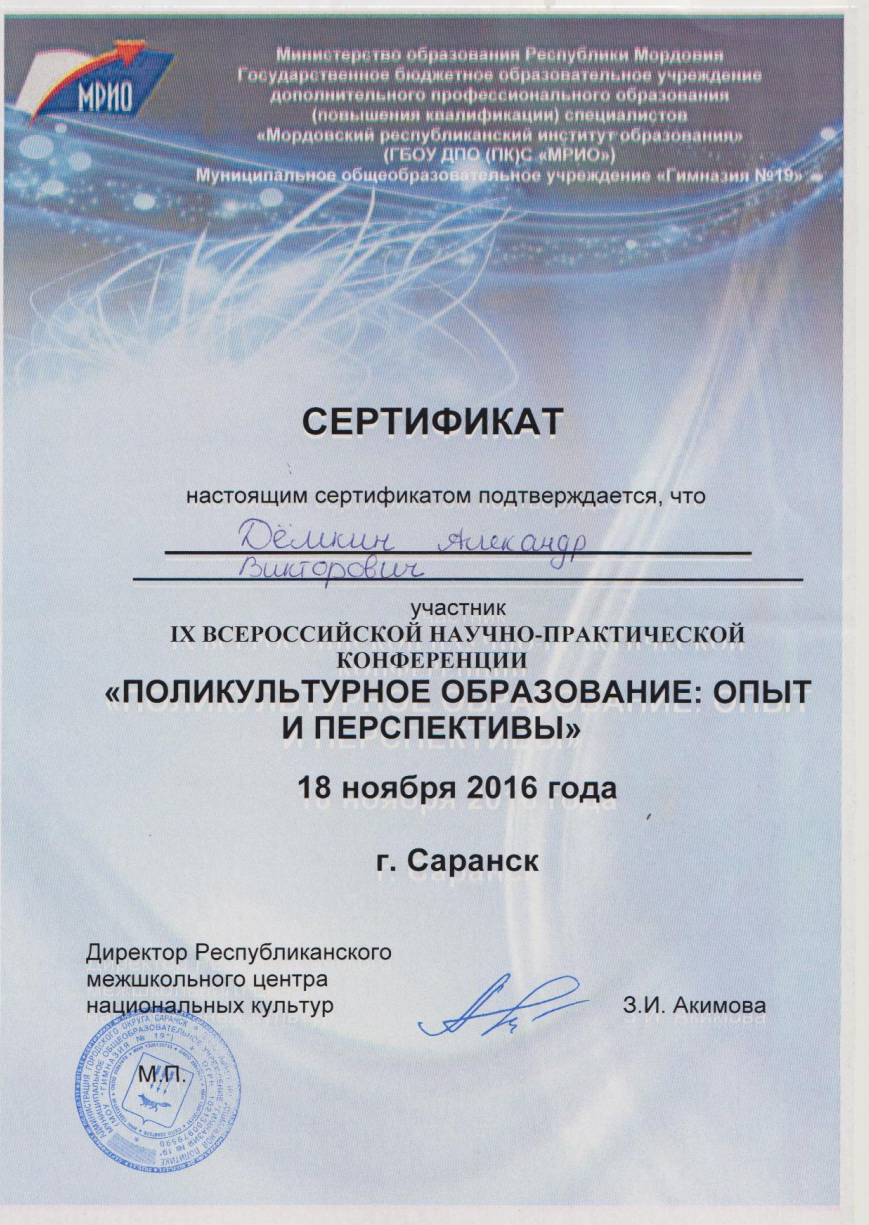 МРИО
Министерство образования Республики Мордовия
Государственное бюджетное образовательное учреждение
дополнительного профессионального образования
(повышения квалификации) специалистов
«Мордовский республиканский институт образования»
(ГБОУ ДПО (ПК)С «МРИО»)
Муниципальное общеобразовательное учреждение «Гимназия №19»
СЕРТИФИКАТ
настоящим сертификатом подтверждается, что
Дёмкин Александр
Викторович
участник
IX ВСЕРОССИЙСКОЙ НАУЧНО-ПРАКТИЧЕСКОЙ
КОНФЕРЕНЦИИ
«ПОЛИКУЛЬТУРНОЕ ОБРАЗОВАНИЕ: ОПЫТ
И ПЕРСПЕКТИВЫ»
18 ноября 2016 года
г. Саранск
Директор Республиканского
межшкольного центра
национальных культур
З.И. Акимова
М.П.